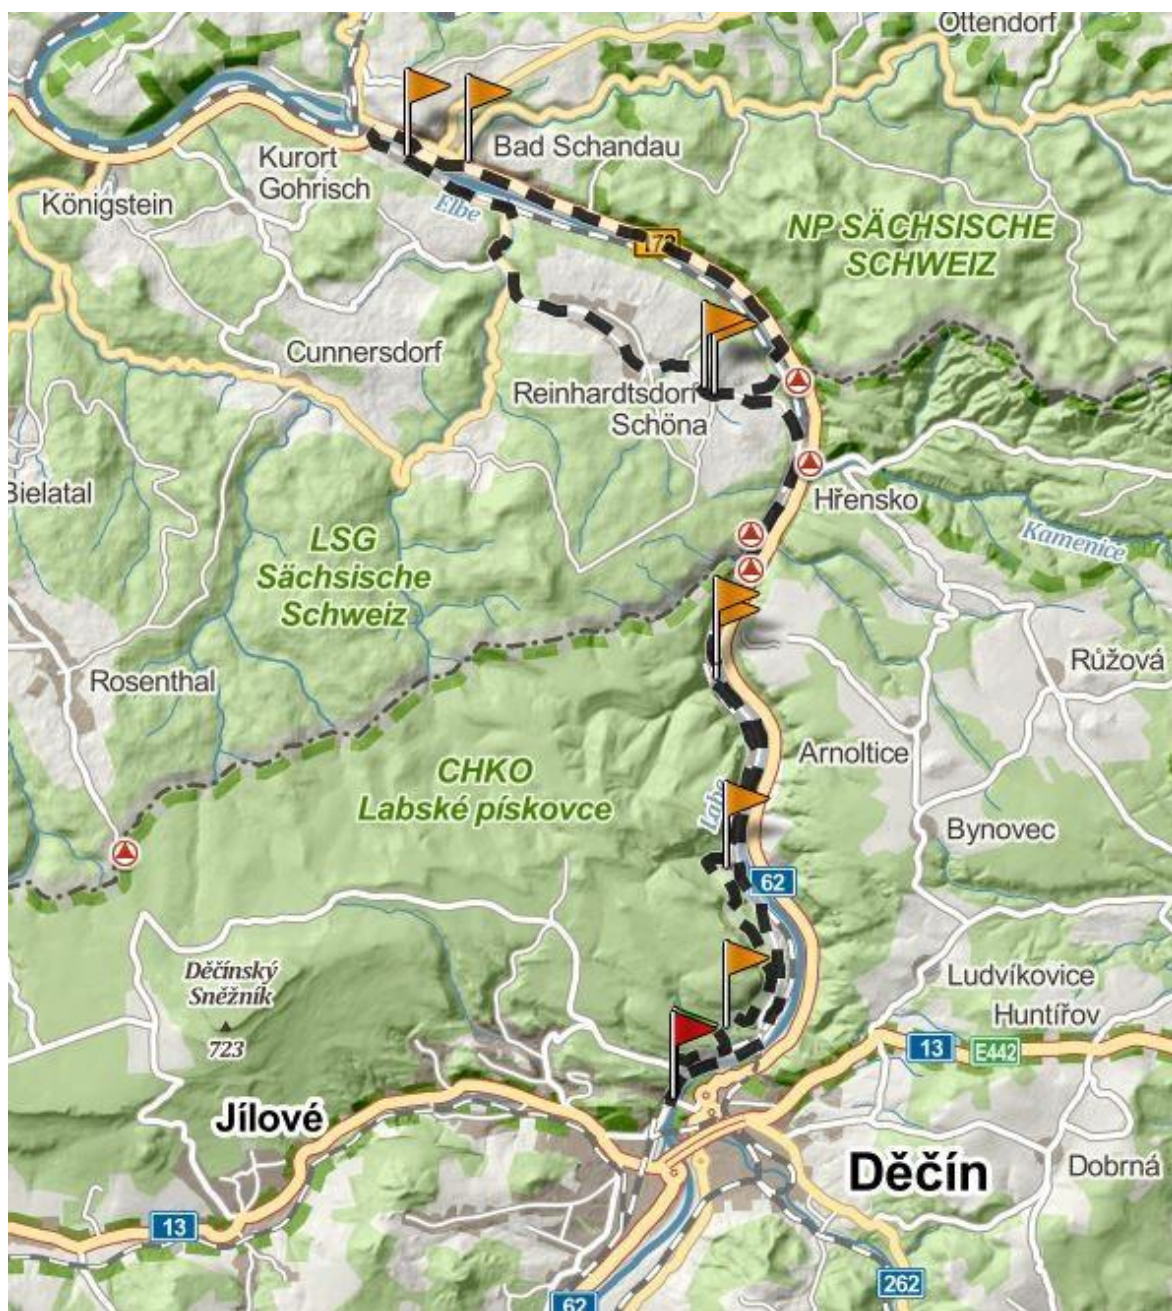 Ottendorf
Bad Schandau
Kurort
Gohrisch
Königstein
Elbe
NP SÄCHSISCHE
SCHWEIZ
172
Cunnersdorf
Reinhardtsdorf
Schöna
Bielatal
Hřensko
Kamenice
LSG
Sächsische
Schweiz
Růžová
Rosenthal
Arnoltice
CHKO
Labské pískovce
Labe
Bynovec
62
Děčínský
Sněžník
723
Ludvíkovice
Huntířov
13
E442
Jílové
Děčín
Dobrná
13
262
62